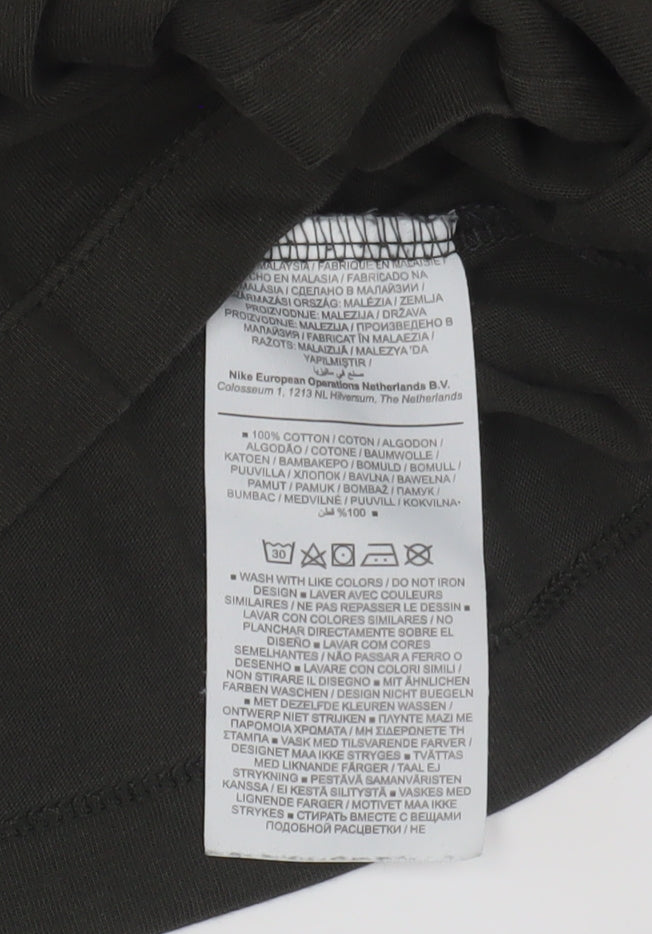 MALAYSIA / FABRIQUÉ EN MALAISIE /
CHO EN MALASIA / FABRICADO NA
MALASIA / СДЕЛАНО В МАЛАЙЗИИ /
SZÁRMAZÁSI ORSZÁG: MALÉZIA / ZEMLJA
PROIZVODNJE: MALEZIJA / DRŽAVA
PROIZVODNJE: MALEZIJA / ПРОИЗВЕДЕНО В
МАЛАЙЗИЯ / FABRICAT ÎN MALAEZIA /
RAŽOTS: MALAIZIJĀ / MALEZYA 'DA
YAPILMIŞTIR /
صنع في ماليزيا
Nike European Operations Netherlands B.V.
Colosseum 1, 1213 NL Hilversum, The Netherlands
■ 100% COTTON / COTON / ALGODON /
ALGODÃO / COTONE / BAUMWOLLE /
KATOEN / ΒΑΜΒΑΚΕΡΟ / BOMULD / BOMULL /
PUUVILLA / ХЛОПОК / BAVLNA / BAWEŁNA /
PAMUT / PAMUK / BOMBAŽ / ПАМУК /
BUMBAC / MEDVILNĖ / PUUVILL / KOKVILNA·
■ %100 قطن
30
■ WASH WITH LIKE COLORS / DO NOT IRON
DESIGN ■ LAVER AVEC COULEURS
SIMILAIRES / NE PAS REPASSER LE DESSIN ■
LAVAR CON COLORES SIMILARES / NO
PLANCHAR DIRECTAMENTE SOBRE EL
DISEÑO ■ LAVAR COM CORES
SEMELHANTES / NÃO PASSAR A FERRO O
DESENHO ■ LAVARE CON COLORI SIMILI /
NON STIRARE IL DISEGNO ■ MIT ÄHNLICHEN
FARBEN WASCHEN / DESIGN NICHT BUEGELN
■ MET DEZELFDE KLEUREN WASSEN /
ONTWERP NIET STRIJKEN ■ ΠΛΥΝΤΕ ΜΑΖΙ ΜΕ
ΠΑΡΟΜΟΙΑ ΧΡΩΜΑΤΑ / ΜΗ ΣΙΔΕΡΩΝΕΤΕ ΤΗ
ΣΤΑΜΠΑ ■ VASK MED TILSVARENDE FARVER /
DESIGNET MAA IKKE STRYGES ■ TVÄTTAS
MED LIKNANDE FÄRGER / TAAL EJ
STRYKNING ■ PESTÄVÄ SAMANVÄRISTEN
KANSSA / EI KESTÄ SILITYSTÄ ■ VASKES MED
LIGNENDE FARGER / MOTIVET MAA IKKE
STRYKES ■ СТИРАТЬ ВМЕСТЕ С ВЕЩАМИ
ПОДОБНОЙ РАСЦВЕТКИ / НЕ